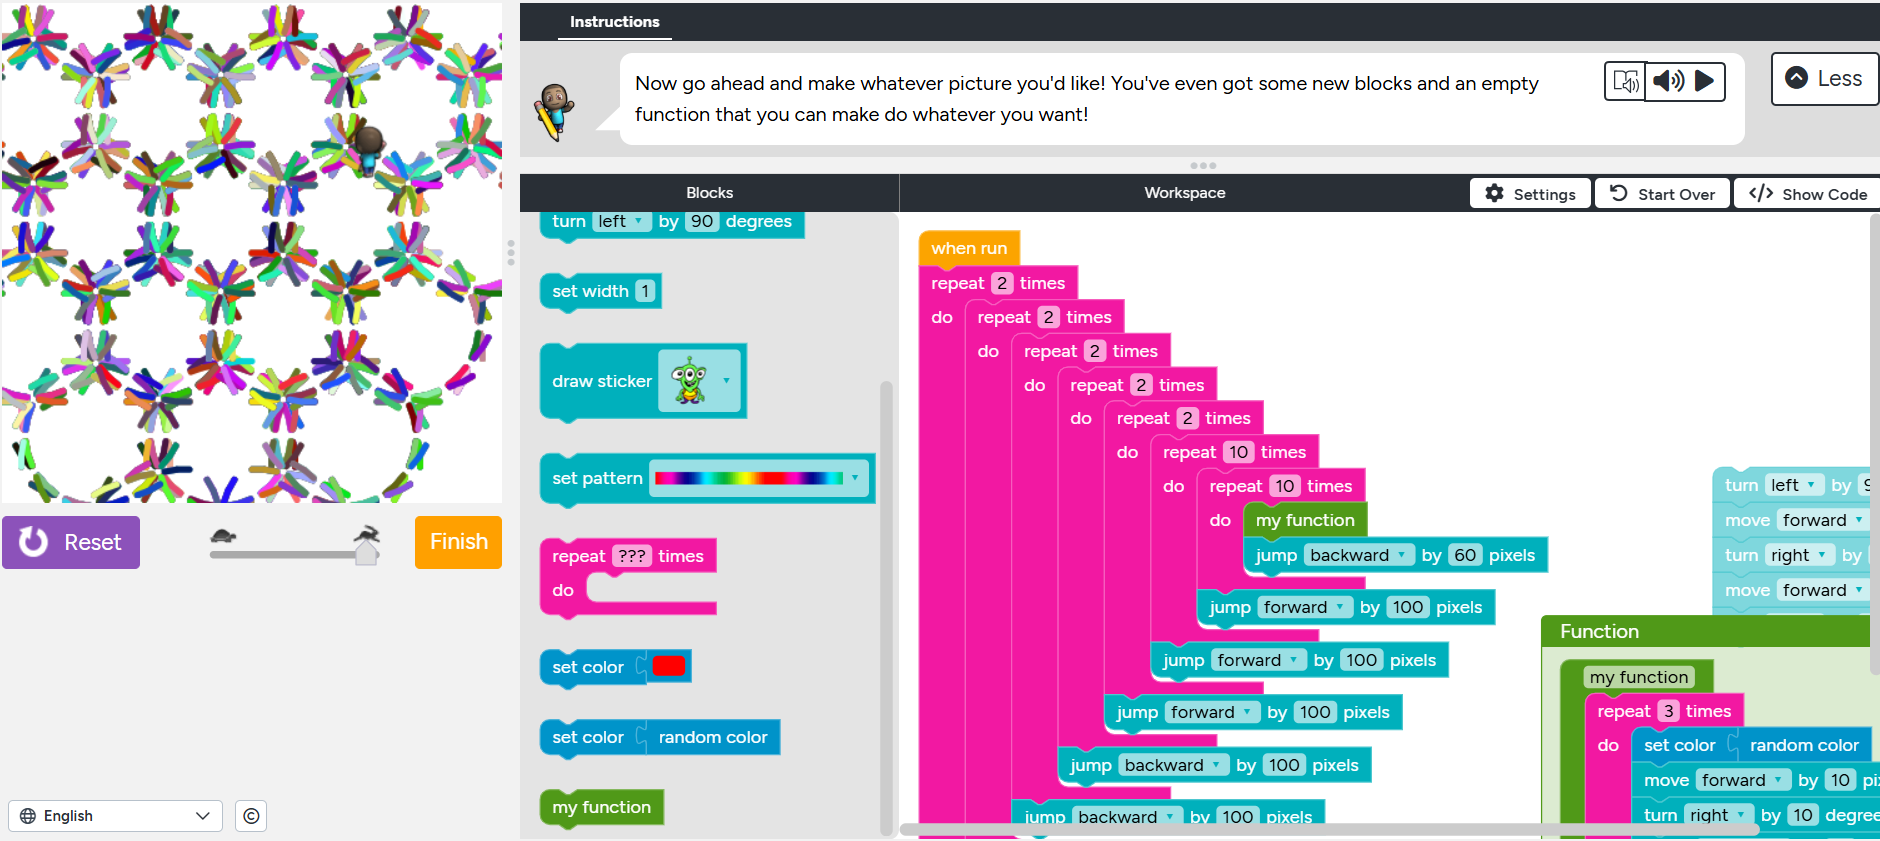 Instructions
Now go ahead and make whatever picture you'd like! You've even got some new blocks and an empty
function that you can make do whatever you want!
Less
Blocks
Workspace
Settings
Start Over
</> Show Code
turn left by 90 degrees
set width 1
draw sticker
set pattern
repeat ??? times
do
set color
set color random color
my function
when run
repeat 2 times
do repeat 2 times
do repeat 2 times
do repeat 2 times
do repeat 2 times
do repeat 10 times
do repeat 10 times
do my function
jump backward by 60 pixels
jump forward by 100 pixels
jump forward by 100 pixels
jump forward by 100 pixels
jump backward by 100 pixels
jump backward by 100 pixels
turn left by
move forward
turn right by
move forward
Function
my function
repeat 3 times
do set color random color
move forward by 10
turn right by 10
Reset
Finish
English
©